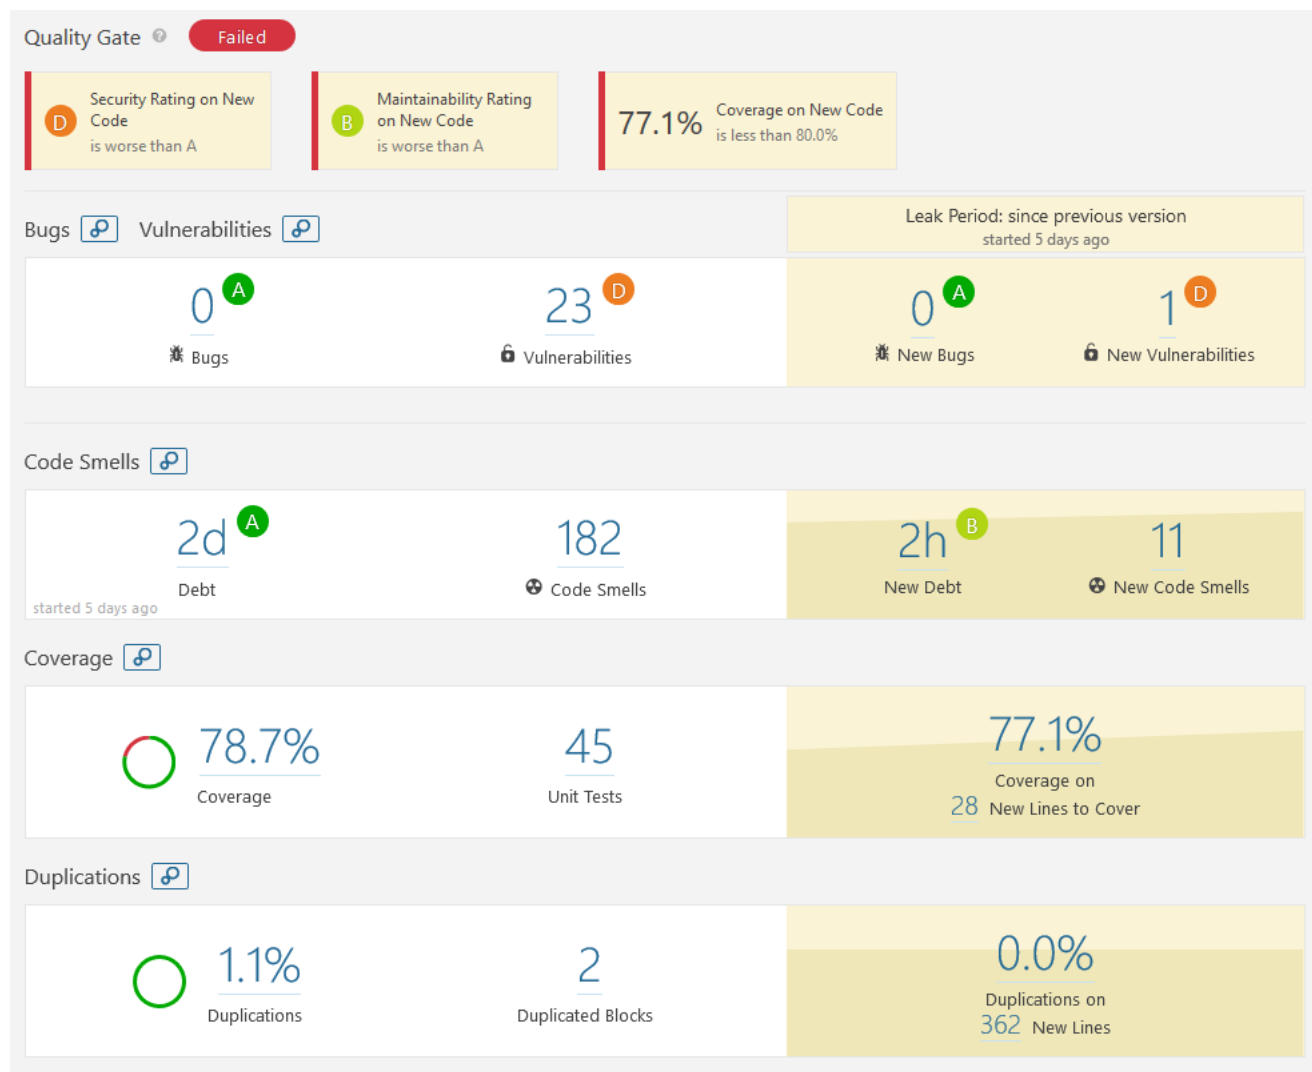 Quality Gate ? Failed
D Security Rating on New
Code
is worse than A
B Maintainability Rating
on New Code
is worse than A
77.1% Coverage on New Code
is less than 80.0%
Bugs Vulnerabilities
Leak Period: since previous version
started 5 days ago
0 A
Bugs
23 D
Vulnerabilities
0 A
New Bugs
1 D
New Vulnerabilities
Code Smells
2d A
Debt
started 5 days ago
182
Code Smells
2h B
New Debt
11
New Code Smells
Coverage
78.7%
Coverage
45
Unit Tests
77.1%
Coverage on
28 New Lines to Cover
Duplications
1.1%
Duplications
2
Duplicated Blocks
0.0%
Duplications on
362 New Lines